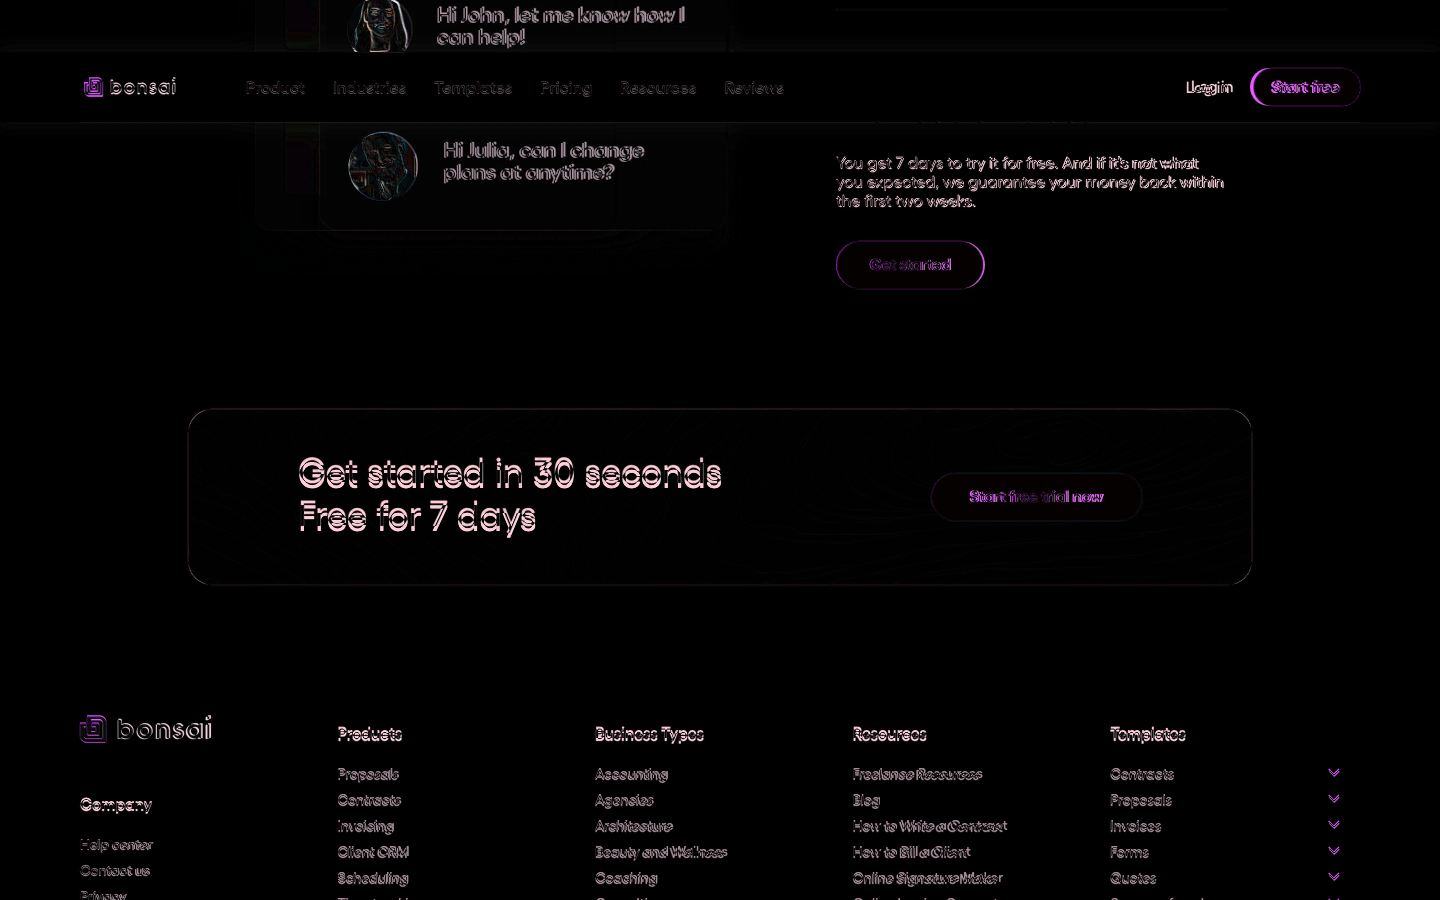 Hi John, let me know how I
can help!
bonsai
Product
Industries
Templates
Pricing
Resources
Reviews
Log in
Start free
Hi Julia, can I change
plans at anytime?
You get 7 days to try it for free. And if it's not what
you expected, we guarantee your money back within
the first two weeks.
Get started
Get started in 30 seconds
Free for 7 days
Start free trial now
bonsai
Company
Help center
Contact us
Privacy
Products
Proposals
Contracts
Invoicing
Client CRM
Scheduling
Business Types
Accounting
Agencies
Architecture
Beauty and Wellness
Coaching
Resources
Freelance Resources
Blog
How to Write a Contract
How to Bill a Client
Online Signature Maker
Templates
Contracts
Proposals
Invoices
Forms
Quotes